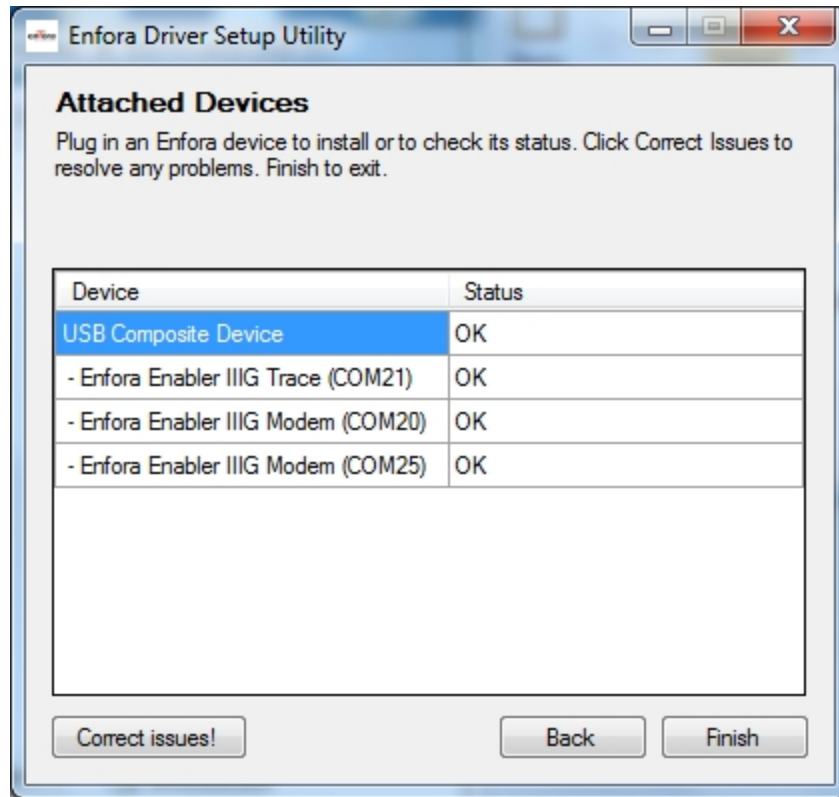 enfora Enfora Driver Setup Utility
Attached Devices
Plug in an Enfora device to install or to check its status. Click Correct Issues to
resolve any problems. Finish to exit.
Device Status
USB Composite Device OK
- Enfora Enabler IIIG Trace (COM21) OK
- Enfora Enabler IIIG Modem (COM20) OK
- Enfora Enabler IIIG Modem (COM25) OK
Correct issues! Back Finish